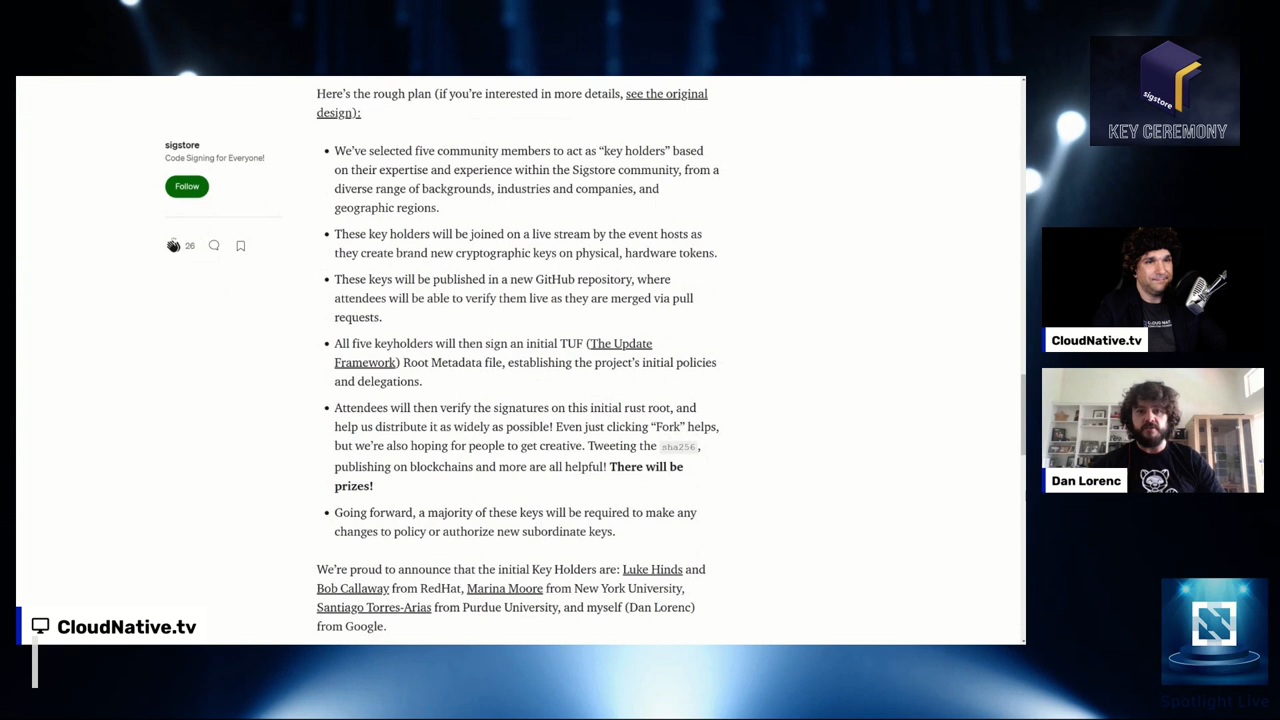 Here's the rough plan (if you're interested in more details, see the original
design):
sigstore
Code Signing for Everyone!
Follow
26
• We've selected five community members to act as “key holders” based
on their expertise and experience within the Sigstore community, from a
diverse range of backgrounds, industries and companies, and
geographic regions.
• These key holders will be joined on a live stream by the event hosts as
they create brand new cryptographic keys on physical, hardware tokens.
• These keys will be published in a new GitHub repository, where
attendees will be able to verify them live as they are merged via pull
requests.
• All five keyholders will then sign an initial TUF (The Update
Framework) Root Metadata file, establishing the project's initial policies
and delegations.
• Attendees will then verify the signatures on this initial rust root, and
help us distribute it as widely as possible! Even just clicking “Fork” helps,
but we're also hoping for people to get creative. Tweeting the sha256,
publishing on blockchains and more are all helpful! There will be
prizes!
• Going forward, a majority of these keys will be required to make any
changes to policy or authorize new subordinate keys.
We're proud to announce that the initial Key Holders are: Luke Hinds and
Bob Callaway from RedHat, Marina Moore from New York University,
Santiago Torres-Arias from Purdue University, and myself (Dan Lorenc)
from Google.
CloudNative.tv
sigstore
KEY CEREMONY
CLOUD NATIVE
CloudNative.tv
Dan Lorenc
Spotlight Live